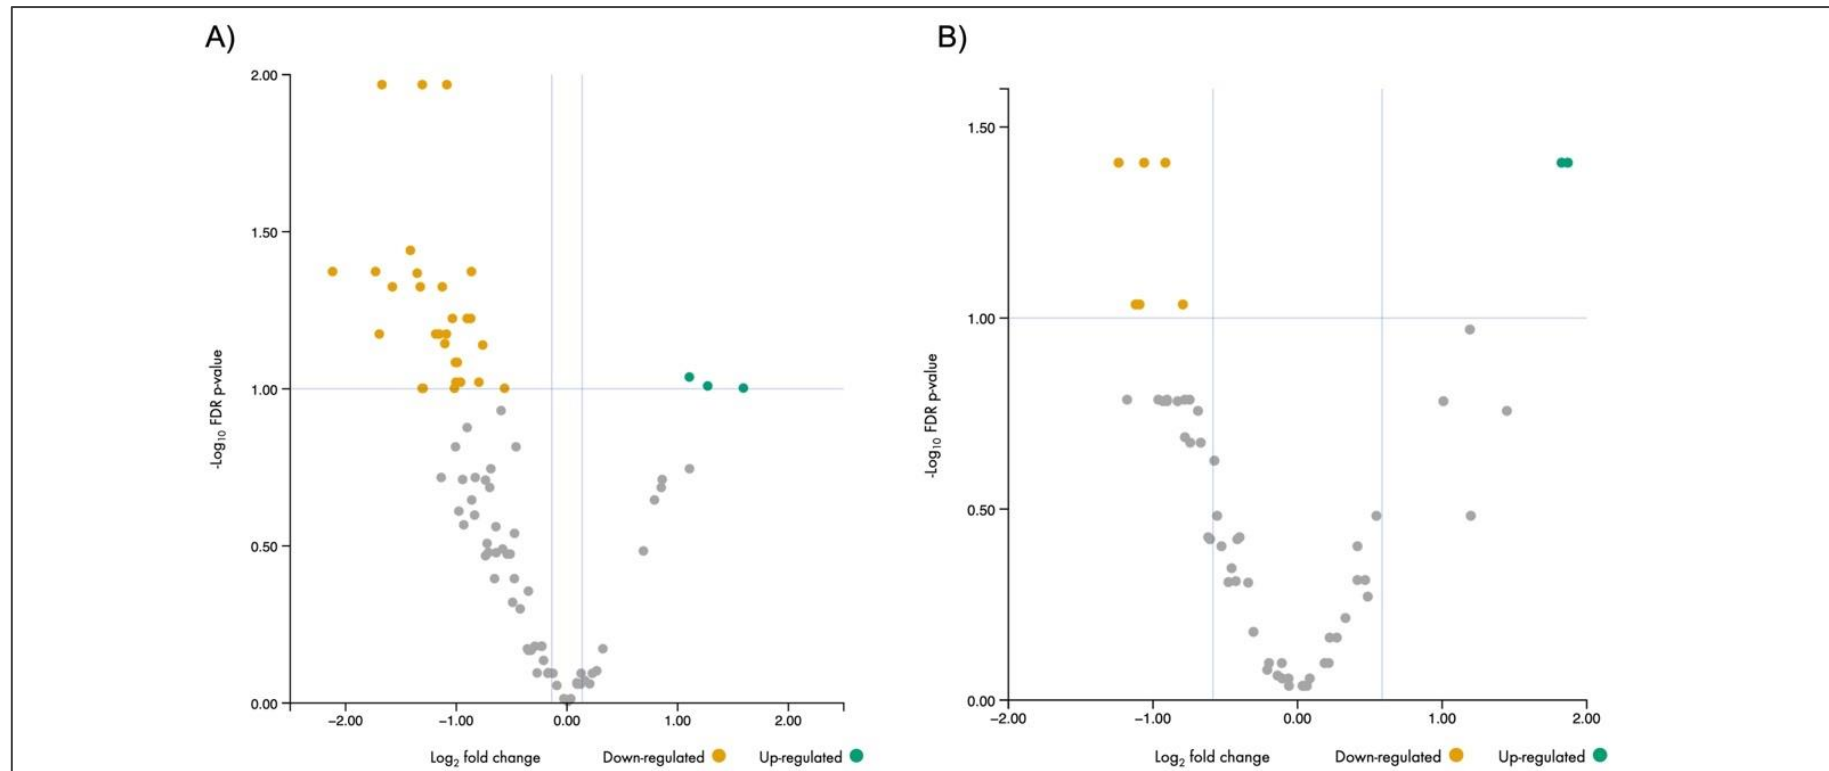 A)
2.00
1.50
1.00
0.50
0.00
-Log10 FDR p-value
−2.00 −1.00 0.00 1.00 2.00
Log2 fold change Down-regulated Up-regulated
B)
1.50
1.00
0.50
0.00
-Log10 FDR p-value
−2.00 −1.00 0.00 1.00 2.00
Log2 fold change Down-regulated Up-regulated